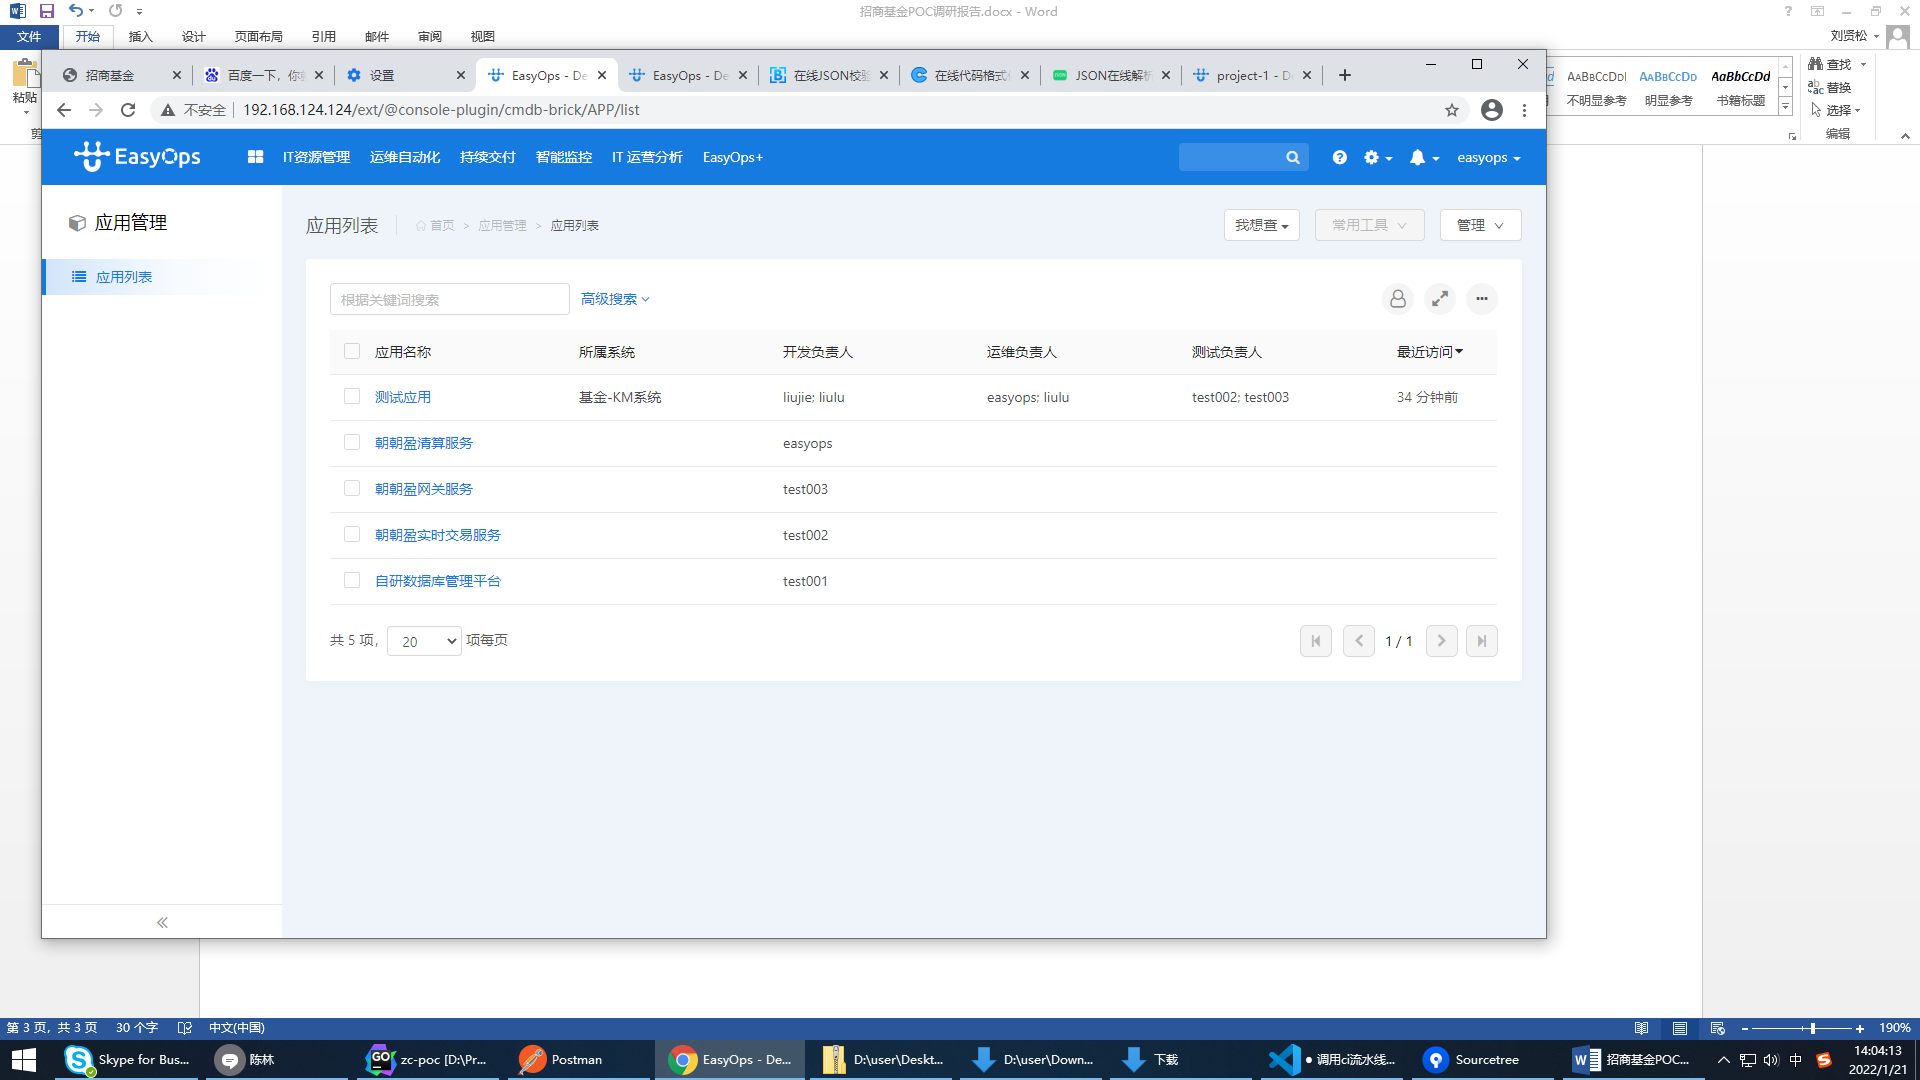 招商基金POC调研报告.docx - Word
文件 开始 插入 设计 页面布局 引用 邮件 审阅 视图 刘贤松
粘贴
招商基金 百度一下，你 设置 EasyOps - De EasyOps - De 在线JSON校验 在线代码格式 JSON在线解析 project-1 - De
AaBbCcDdI AaBbCcDd AaBbCcDd 查找
不明显参考 明显参考 书籍标题 替换
选择
编辑
不安全 192.168.124.124/ext/@console-plugin/cmdb-brick/APP/list
EasyOps IT资源管理 运维自动化 持续交付 智能监控 IT 运营分析 EasyOps+ easyops
应用管理
应用列表
应用列表 首页 > 应用管理 > 应用列表 我想查 常用工具 管理
根据关键词搜索 高级搜索
应用名称 所属系统 开发负责人 运维负责人 测试负责人 最近访问
测试应用 基金-KM系统 liujie; liulu easyops; liulu test002; test003 34 分钟前
朝朝盈清算服务 easyops
朝朝盈网关服务 test003
朝朝盈实时交易服务 test002
自研数据库管理平台 test001
共 5 项， 20 项每页 1 / 1
第 3 页，共 3 页 30 个字 中文(中国) 190%
Skype for Bus... 陈林 zc-poc [D:\Pr... Postman EasyOps - De... D:\user\Deskt... D:\user\Down... 下载 • 调用ci流水线... Sourcetree 招商基金POC... 中 14:04:13
2022/1/21